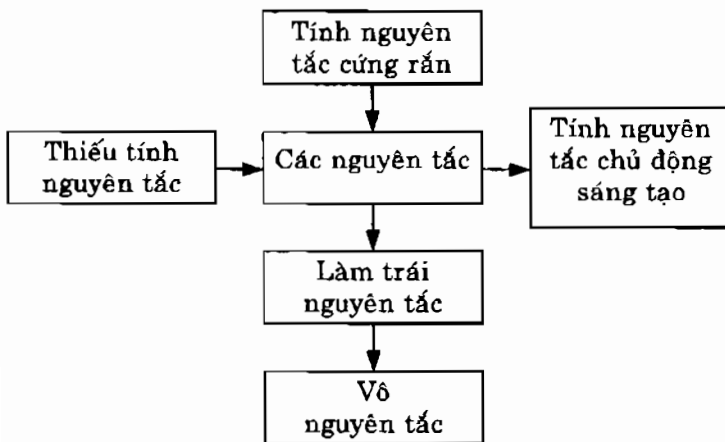 Tính nguyên
tắc cứng rắn
Thiếu tính
nguyên tắc
Các nguyên tắc
Tính nguyên
tắc chủ động
sáng tạo
Làm trái
nguyên tắc
Vô
nguyên tắc